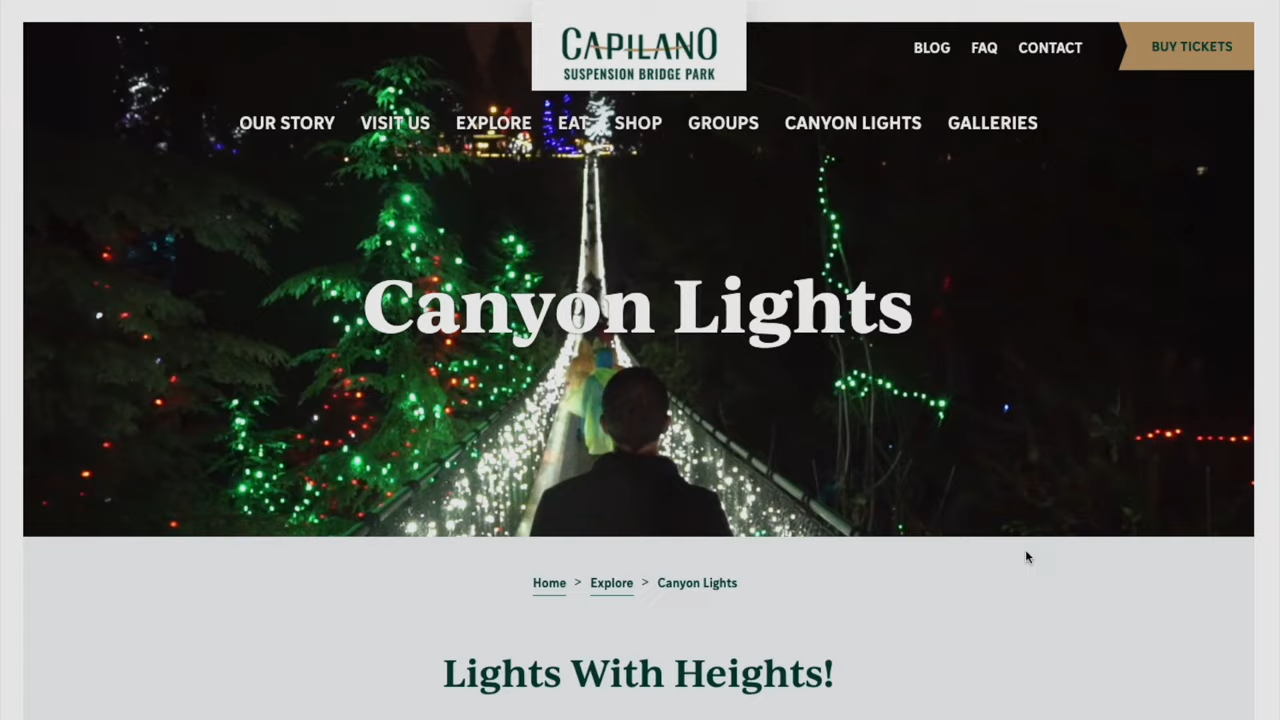 CAPILANO
SUSPENSION BRIDGE PARK
BLOG FAQ CONTACT BUY TICKETS
OUR STORY VISIT US EXPLORE EAT SHOP GROUPS CANYON LIGHTS GALLERIES
Canyon Lights
Home > Explore > Canyon Lights
Lights With Heights!